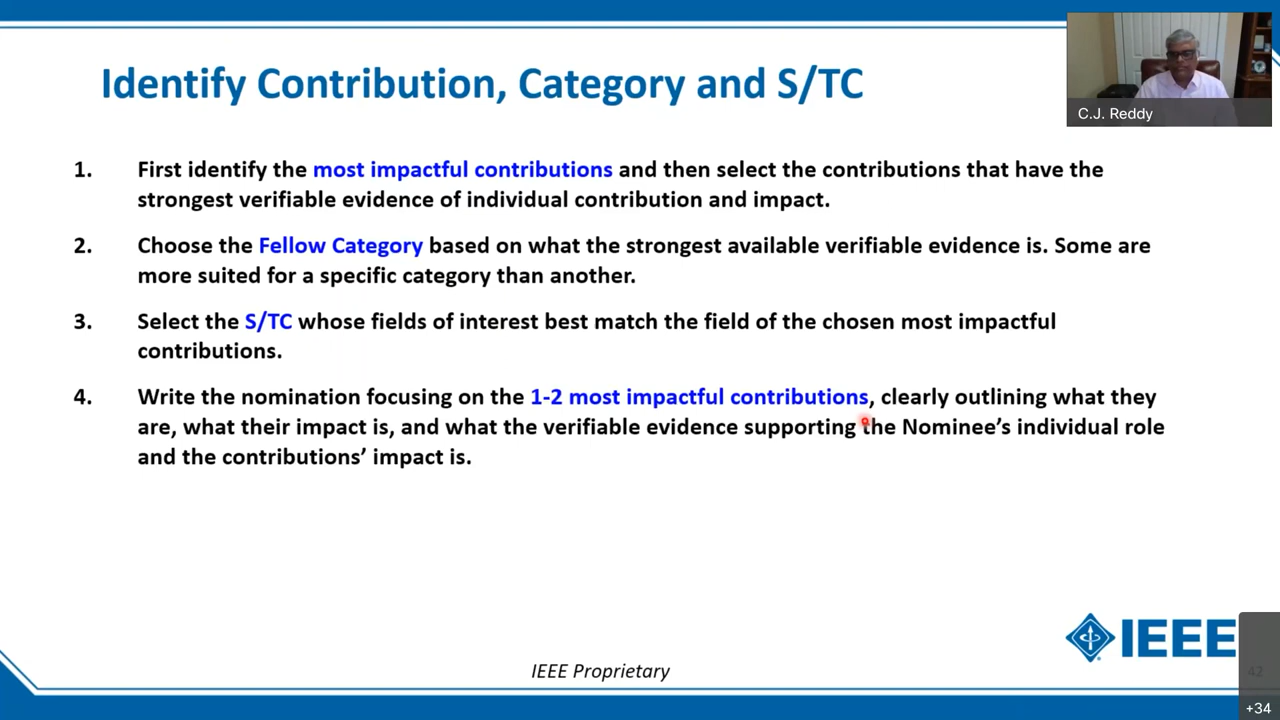 Identify Contribution, Category and S/TC
C.J. Reddy
1. First identify the most impactful contributions and then select the contributions that have the
strongest verifiable evidence of individual contribution and impact.
2. Choose the Fellow Category based on what the strongest available verifiable evidence is. Some are
more suited for a specific category than another.
3. Select the S/TC whose fields of interest best match the field of the chosen most impactful
contributions.
4. Write the nomination focusing on the 1-2 most impactful contributions, clearly outlining what they
are, what their impact is, and what the verifiable evidence supporting the Nominee’s individual role
and the contributions’ impact is.
IEEE
IEEE Proprietary
42
+34